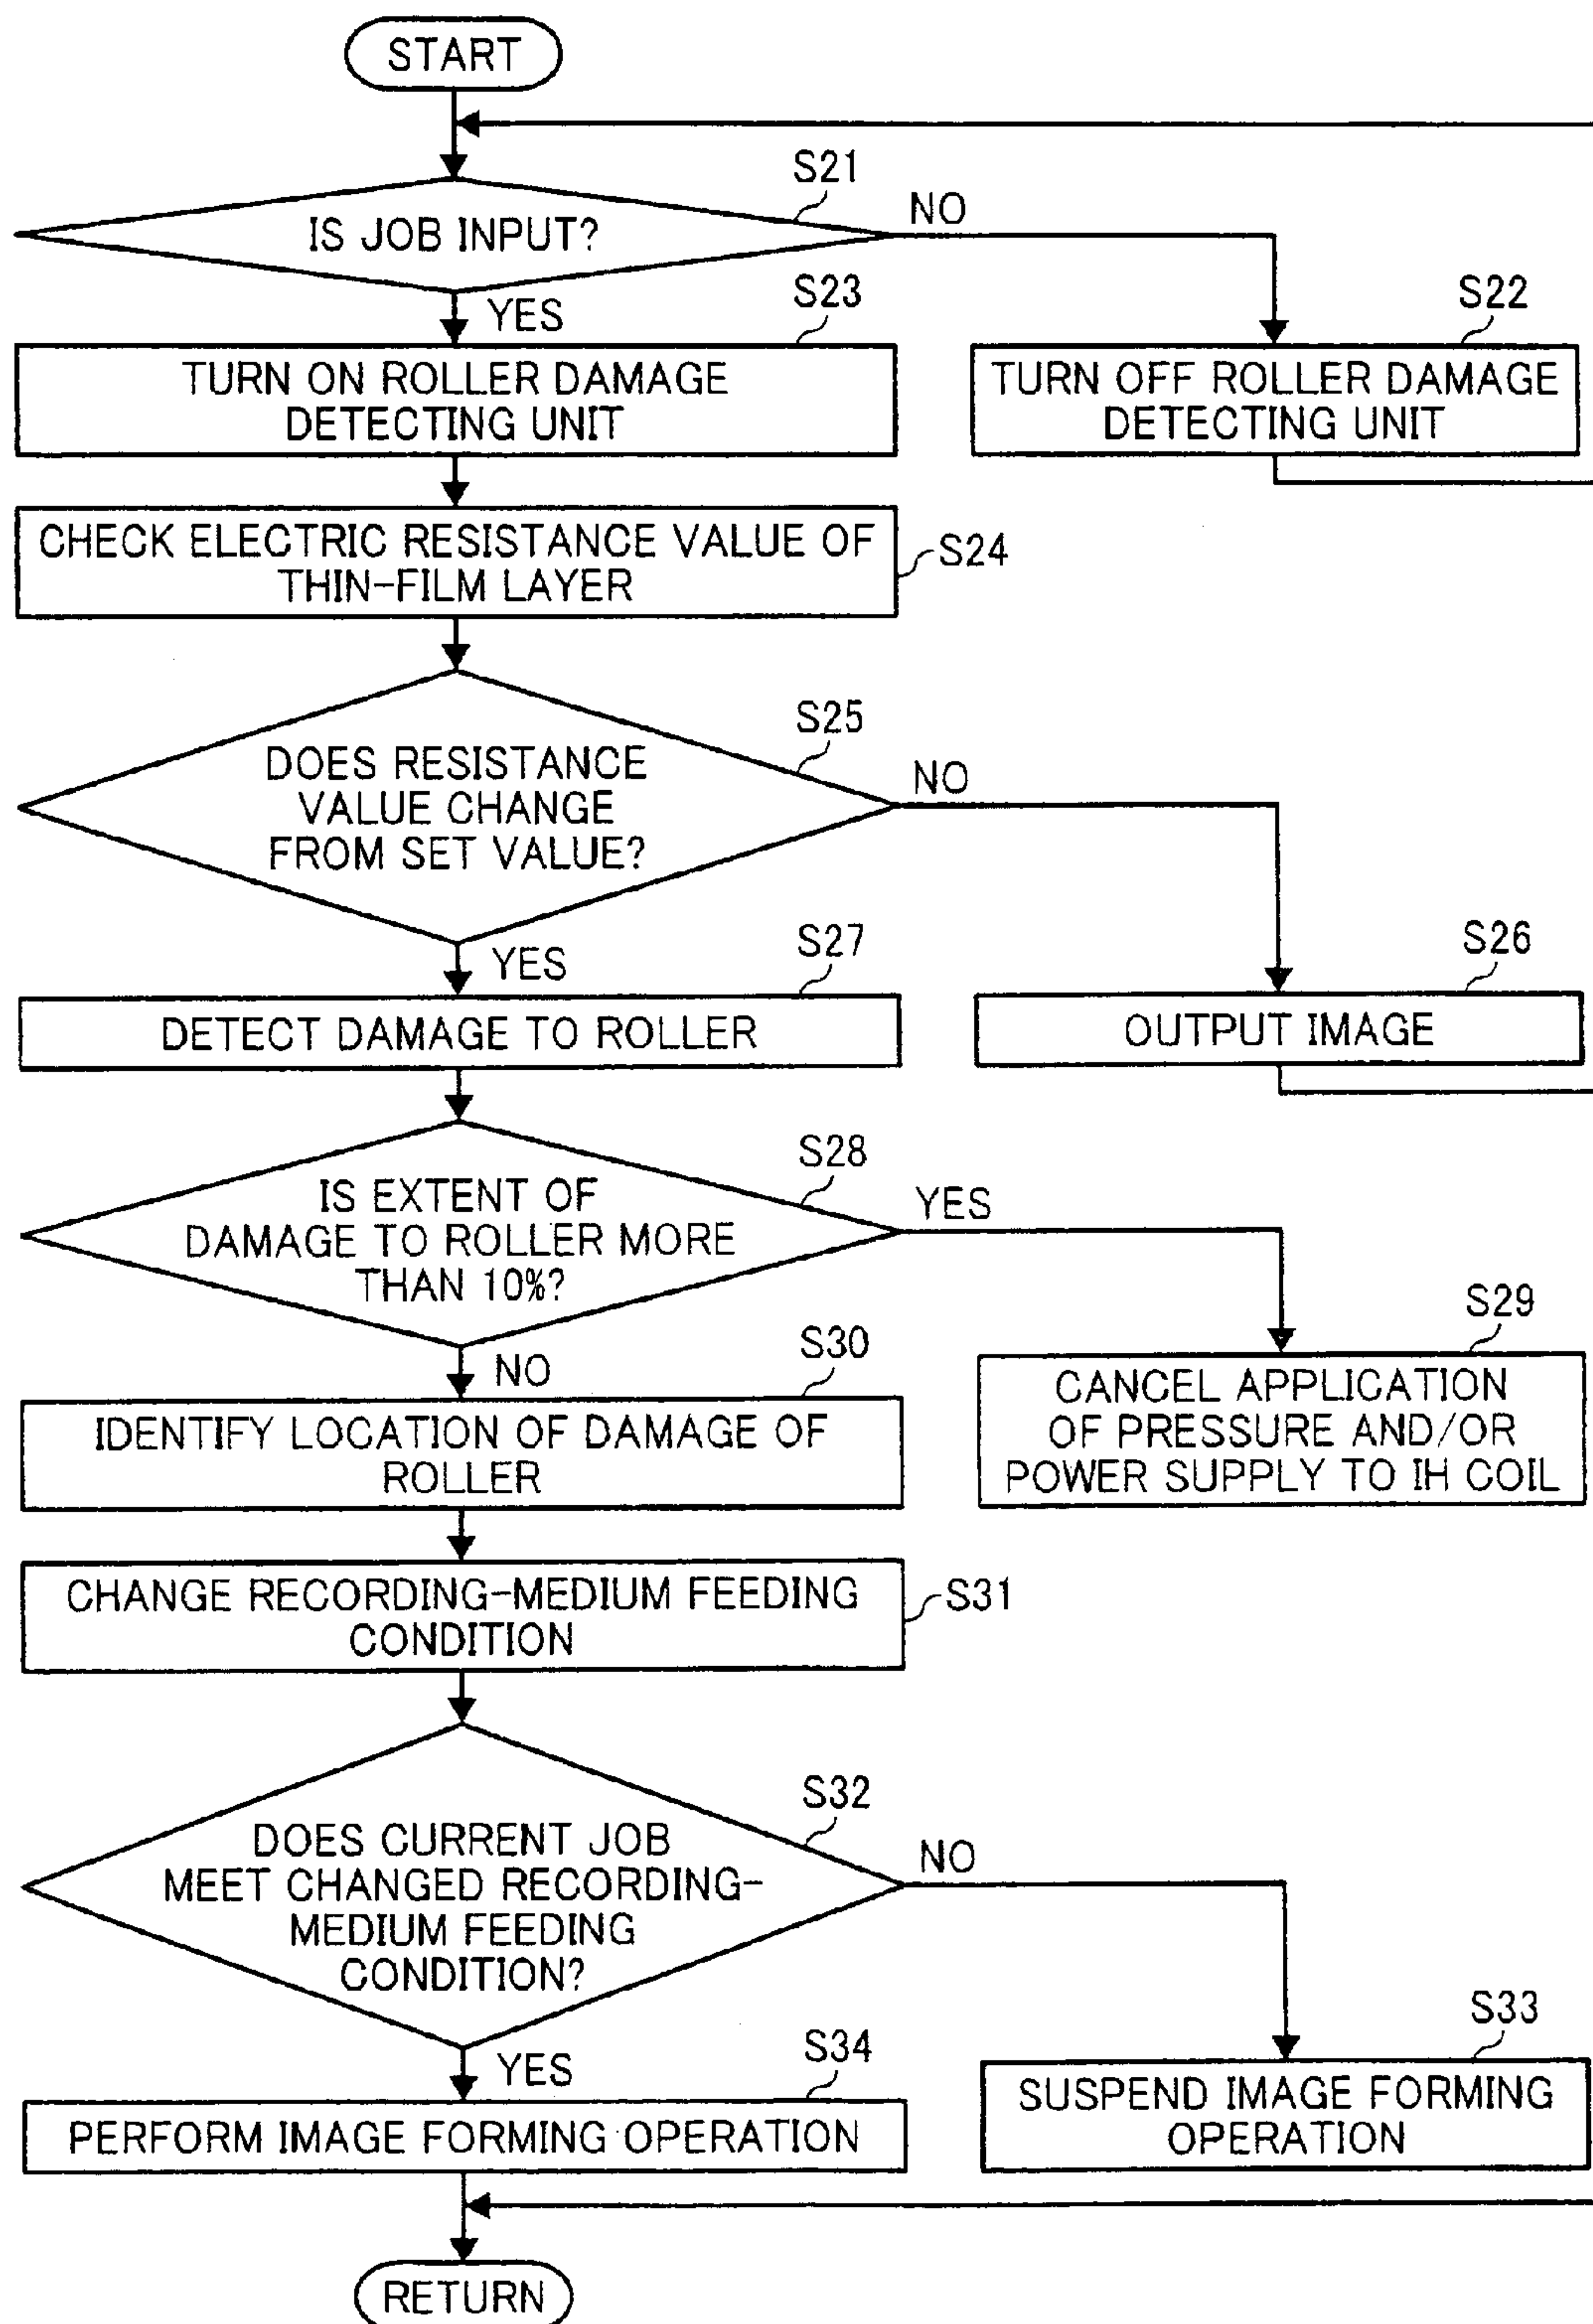 START
S21
IS JOB INPUT?
NO
YES
S23
TURN ON ROLLER DAMAGE
DETECTING UNIT
S22
TURN OFF ROLLER DAMAGE
DETECTING UNIT
CHECK ELECTRIC RESISTANCE VALUE OF
THIN-FILM LAYER
S24
S25
DOES RESISTANCE
VALUE CHANGE
FROM SET VALUE?
NO
YES
S27
DETECT DAMAGE TO ROLLER
S26
OUTPUT IMAGE
S28
IS EXTENT OF
DAMAGE TO ROLLER MORE
THAN 10%?
YES
NO
S30
IDENTIFY LOCATION OF DAMAGE OF
ROLLER
S29
CANCEL APPLICATION
OF PRESSURE AND/OR
POWER SUPPLY TO IH COIL
CHANGE RECORDING-MEDIUM FEEDING
CONDITION
S31
S32
DOES CURRENT JOB
MEET CHANGED RECORDING-
MEDIUM FEEDING
CONDITION?
NO
YES
S34
PERFORM IMAGE FORMING OPERATION
S33
SUSPEND IMAGE FORMING
OPERATION
RETURN